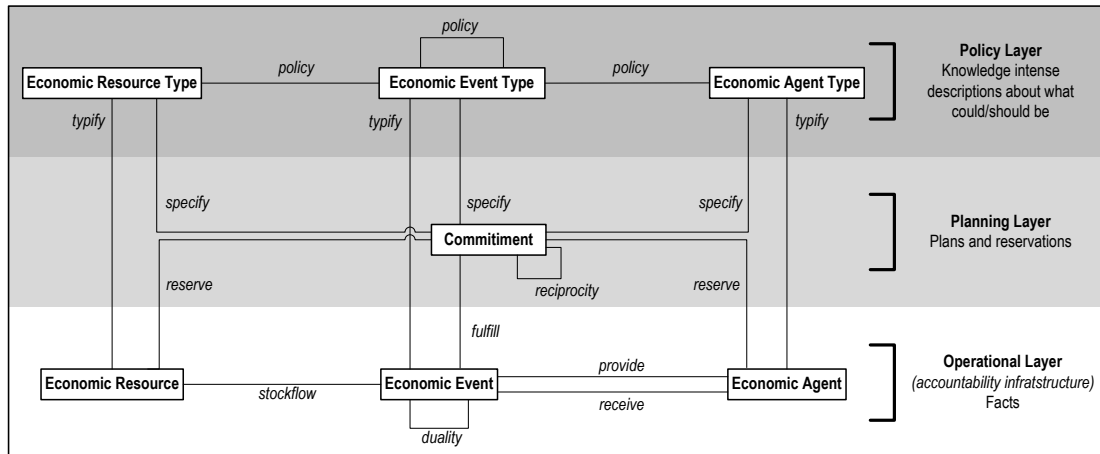 policy
Economic Resource Type
policy
Economic Event Type
policy
Economic Agent Type
Policy Layer
Knowledge intense
descriptions about what
could/should be
typify
typify
typify
specify
specify
specify
Commitiment
Planning Layer
Plans and reservations
reserve
reciprocity
reserve
fulfill
Economic Resource
stockflow
Economic Event
provide
receive
Economic Agent
duality
Operational Layer
(accountability infratstructure)
Facts